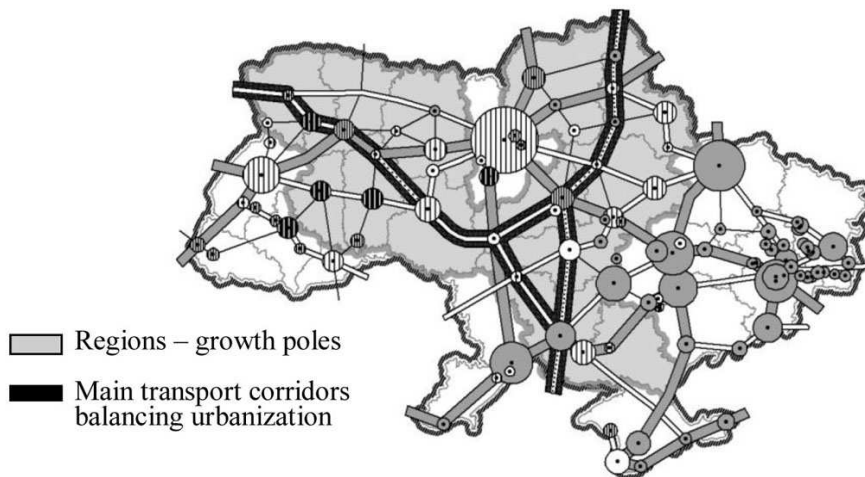 Regions – growth poles
Main transport corridors
balancing urbanization